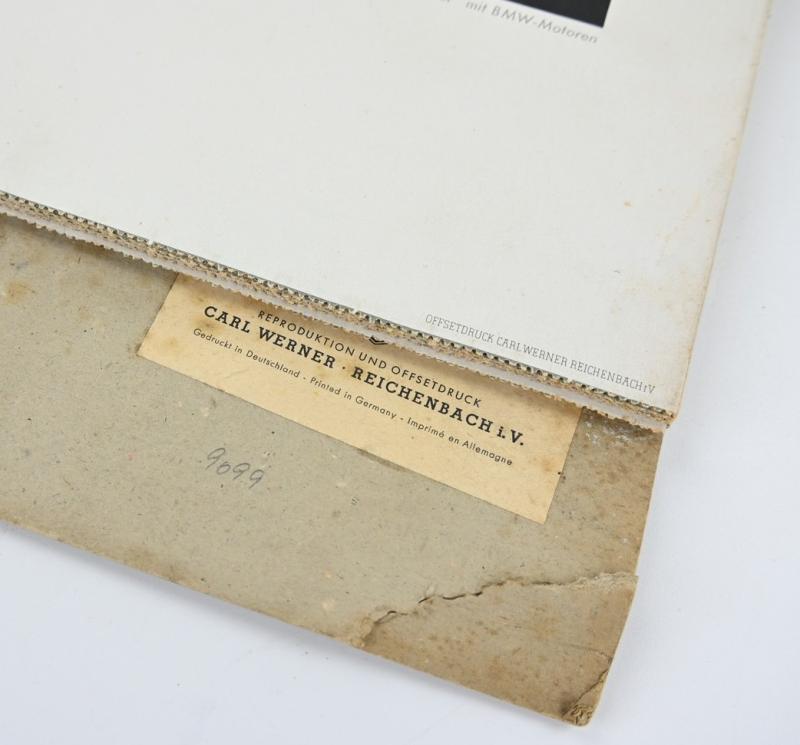 mit BMW-Motoren
OFFSETDRUCK CARL WERNER REICHENBACH i V
REPRODUKTION UND OFFSETDRUCK
CARL WERNER · REICHENBACH i. V.
Gedruckt in Deutschland - Printed in Germany - Imprimé en Allemagne
9699